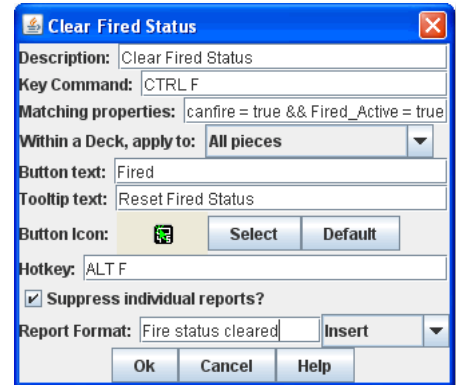 Clear Fired Status
Description: Clear Fired Status
Key Command: CTRL F
Matching properties: canfire = true && Fired_Active = true
Within a Deck, apply to: All pieces
Button text: Fired
Tooltip text: Reset Fired Status
Button Icon: Select Default
Hotkey: ALT F
Suppress individual reports?
Report Format: Fire status cleared Insert
Ok Cancel Help